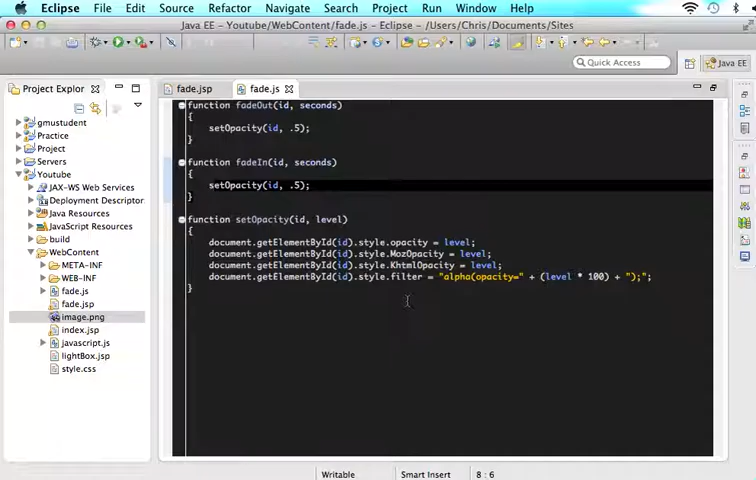 Eclipse File Edit Source Refactor Navigate Search Project Run Window Help
Java EE - Youtube/WebContent/fade.js - Eclipse - /Users/Chris/Documents/Sites
Quick Access
Java EE
Project Explor
fade.jsp
fade.js
gmustudent
Practice
Project
Servers
Youtube
JAX-WS Web Services
Deployment Descriptor
Java Resources
JavaScript Resources
build
WebContent
META-INF
WEB-INF
fade.js
fade.jsp
image.png
index.jsp
javascript.js
lightBox.jsp
style.css
function fadeOut(id, seconds)
{
setOpacity(id, .5);
}
function fadeIn(id, seconds)
{
setOpacity(id, .5);
}
function setOpacity(id, level)
{
document.getElementById(id).style.opacity = level;
document.getElementById(id).style.MozOpacity = level;
document.getElementById(id).style.KhtmlOpacity = level;
document.getElementById(id).style.filter = "alpha(opacity=" + (level * 100) + ");";
}
Writable
Smart Insert
8 : 6